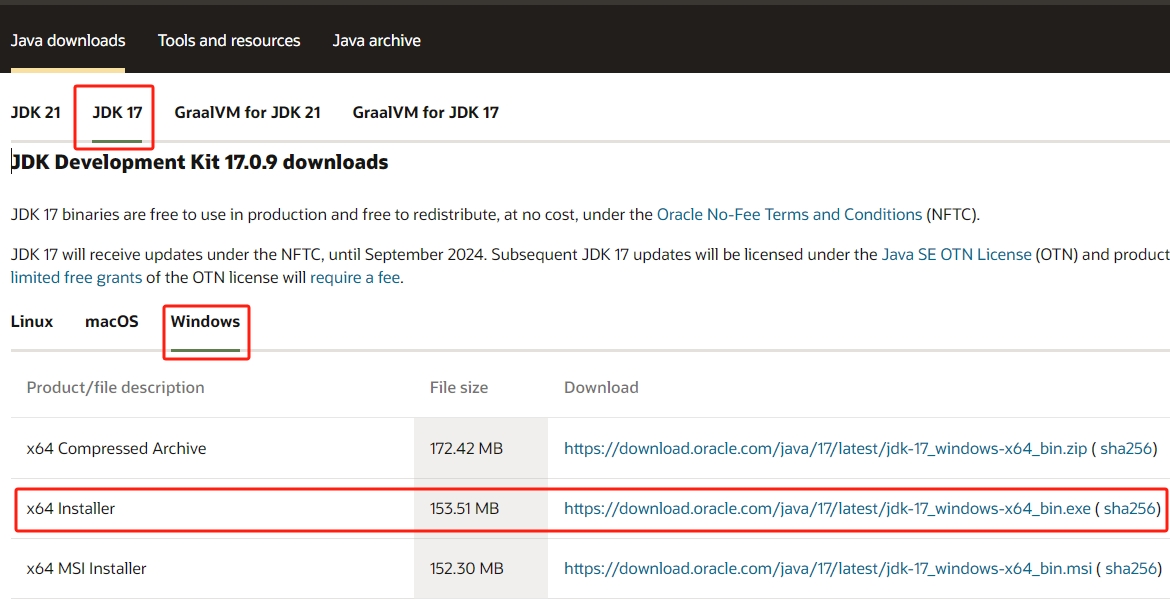 Java downloads Tools and resources Java archive
JDK 21 JDK 17 GraalVM for JDK 21 GraalVM for JDK 17
JDK Development Kit 17.0.9 downloads
JDK 17 binaries are free to use in production and free to redistribute, at no cost, under the Oracle No-Fee Terms and Conditions (NFTC).
JDK 17 will receive updates under the NFTC, until September 2024. Subsequent JDK 17 updates will be licensed under the Java SE OTN License (OTN) and product
limited free grants of the OTN license will require a fee.
Linux macOS Windows
Product/file description File size Download
x64 Compressed Archive 172.42 MB https://download.oracle.com/java/17/latest/jdk-17_windows-x64_bin.zip ( sha256)
x64 Installer 153.51 MB https://download.oracle.com/java/17/latest/jdk-17_windows-x64_bin.exe ( sha256)
x64 MSI Installer 152.30 MB https://download.oracle.com/java/17/latest/jdk-17_windows-x64_bin.msi ( sha256)